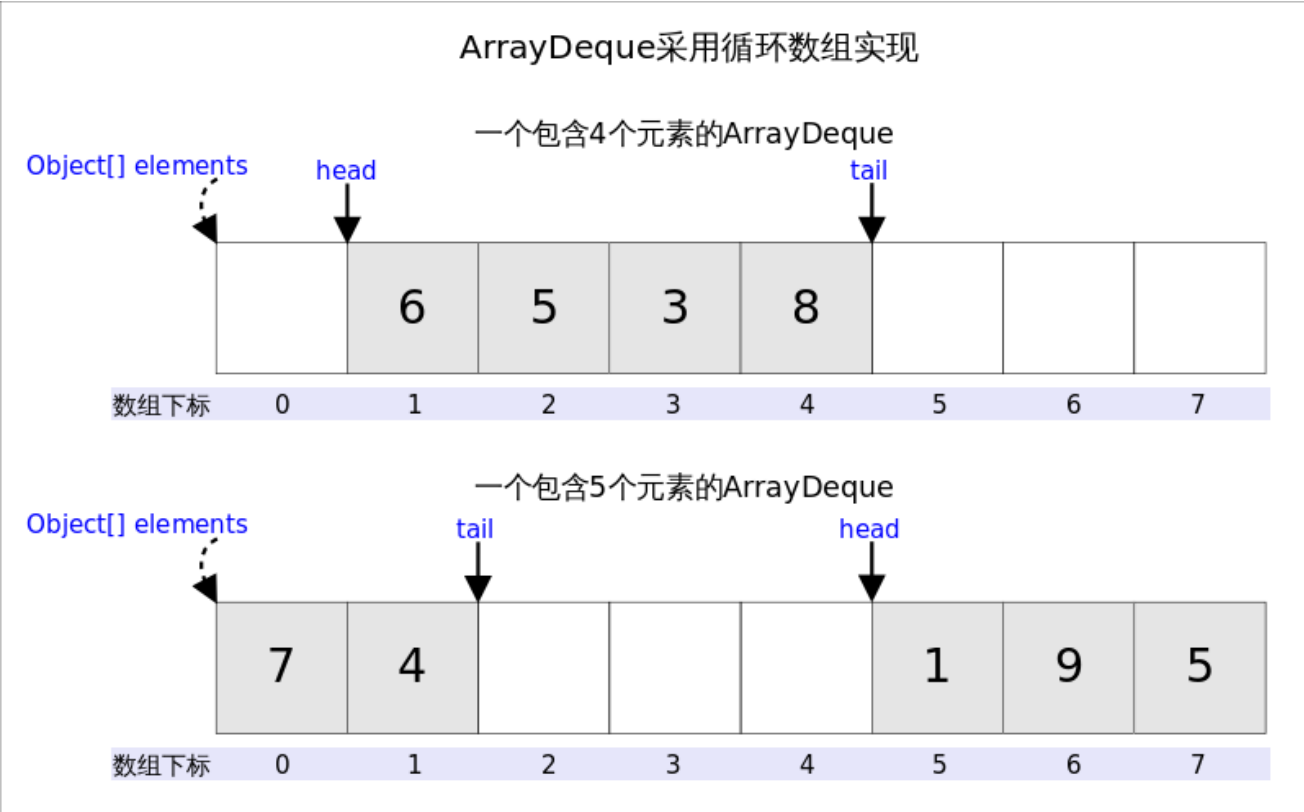 ArrayDeque采用循环数组实现
一个包含4个元素的ArrayDeque
Object[] elements head tail
6 5 3 8
数组下标 0 1 2 3 4 5 6 7
一个包含5个元素的ArrayDeque
Object[] elements tail head
7 4 1 9 5
数组下标 0 1 2 3 4 5 6 7